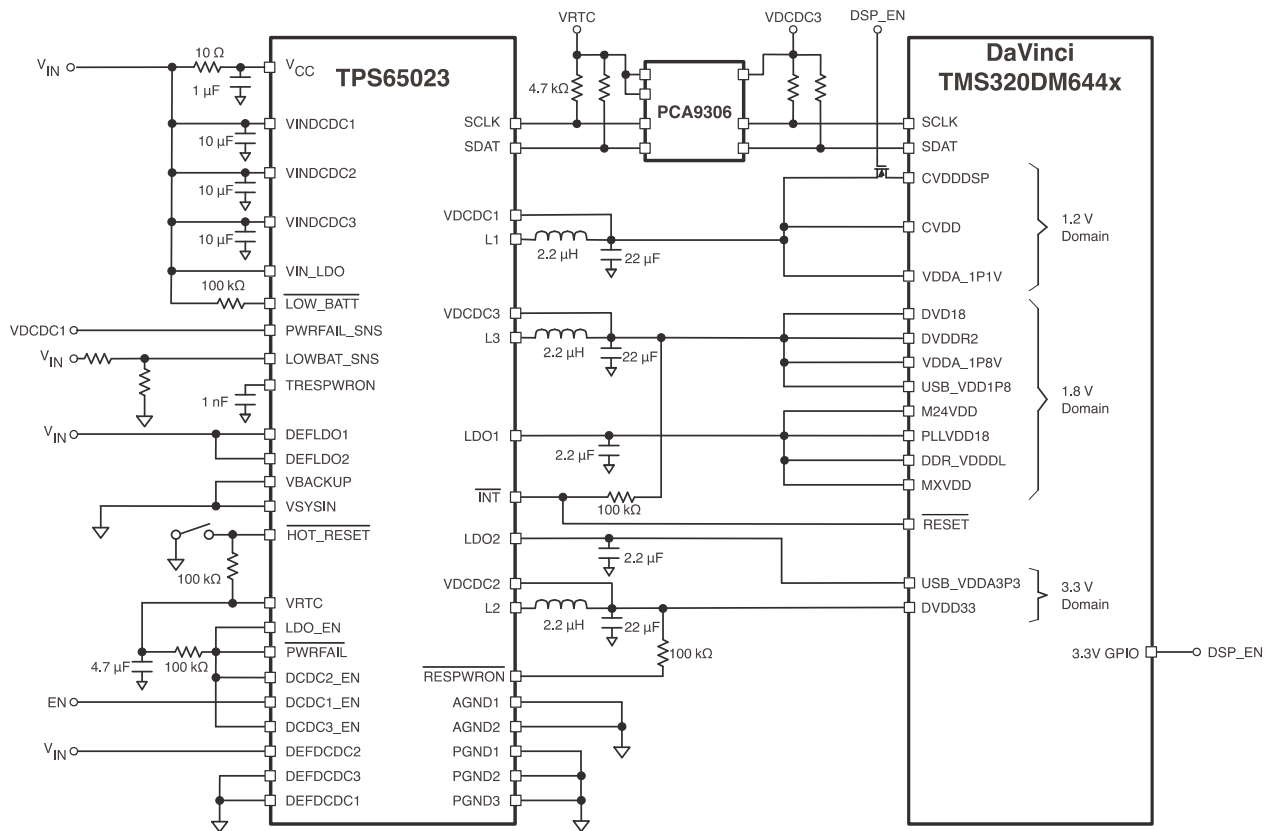 VRTC
VDCDC3
DSP_EN
VIN
10 Ω
1 µF
VCC
TPS65023
4.7 kΩ
PCA9306
DaVinci
TMS320DM644x
VINDCDC1
10 µF
SCLK
SCLK
SDAT
SDAT
VINDCDC2
10 µF
CVDDDSP
VINDCDC3
10 µF
VDCDC1
L1
2.2 µH
22 µF
CVDD
1.2 V
Domain
VIN_LDO
VDDA_1P1V
100 kΩ
LOW_BATT
VDCDC1
PWRFAIL_SNS
VDCDC3
L3
2.2 µH
22 µF
DVD18
DVDDR2
VIN
LOWBAT_SNS
VDDA_1P8V
TRESPWRON
1 nF
USB_VDD1P8
1.8 V
Domain
M24VDD
VIN
DEFLDO1
LDO1
2.2 µF
PLLVDD18
DEFLDO2
DDR_VDDDL
VBACKUP
MXVDD
VSYSIN
INT
100 kΩ
HOT_RESET
RESET
LDO2
2.2 µF
100 kΩ
VDCDC2
USB_VDDA3P3
3.3 V
Domain
VRTC
L2
2.2 µH
22 µF
DVDD33
LDO_EN
4.7 µF
100 kΩ
PWRFAIL
100 kΩ
3.3V GPIO
DSP_EN
DCDC2_EN
RESPWRON
EN
DCDC1_EN
AGND1
DCDC3_EN
AGND2
VIN
DEFDCDC2
PGND1
DEFDCDC3
PGND2
DEFDCDC1
PGND3